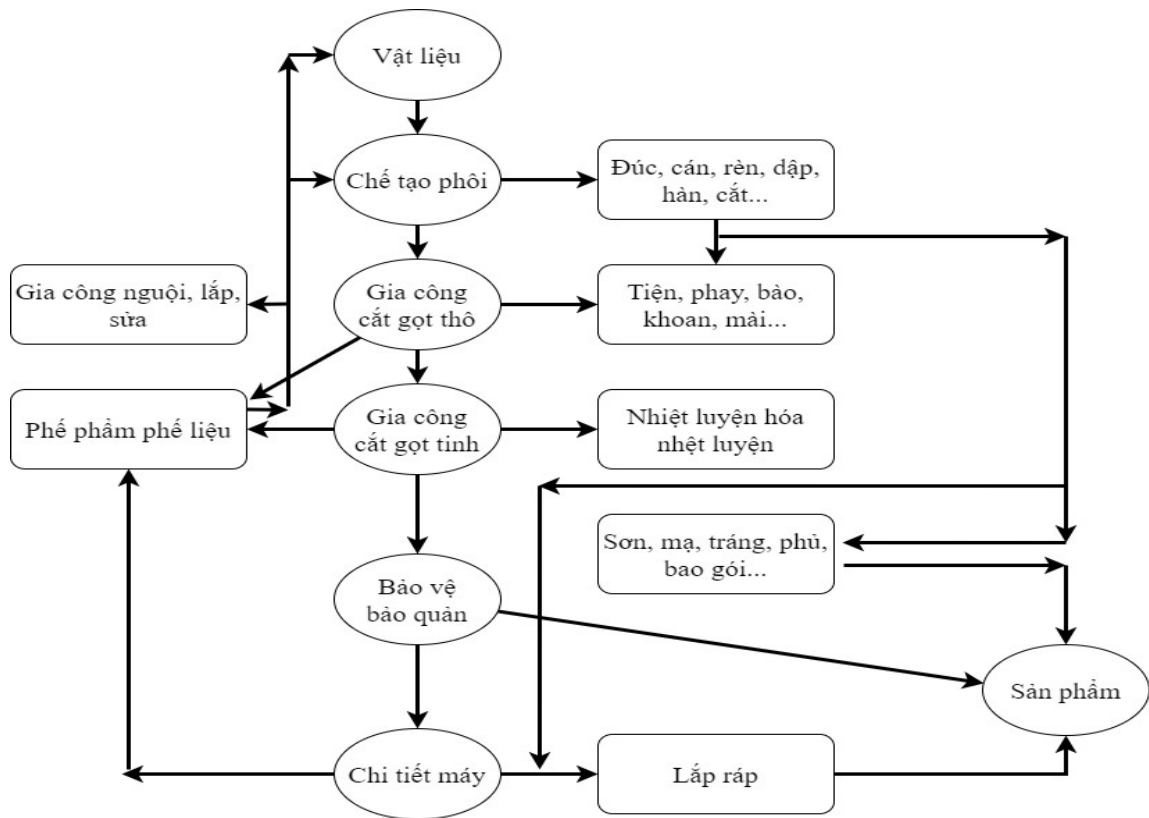 Vật liệu
Chế tạo phôi
Đúc, cán, rèn, dập,
hàn, cắt...
Gia công nguội, lắp,
sửa
Gia công
cắt gọt thô
Tiện, phay, bào,
khoan, mài...
Phế phẩm phế liệu
Gia công
cắt gọt tinh
Nhiệt luyện hóa
nhệt luyện
Sơn, mạ, tráng, phủ,
bao gói...
Bảo vệ
bảo quản
Sản phẩm
Chi tiết máy
Lắp ráp